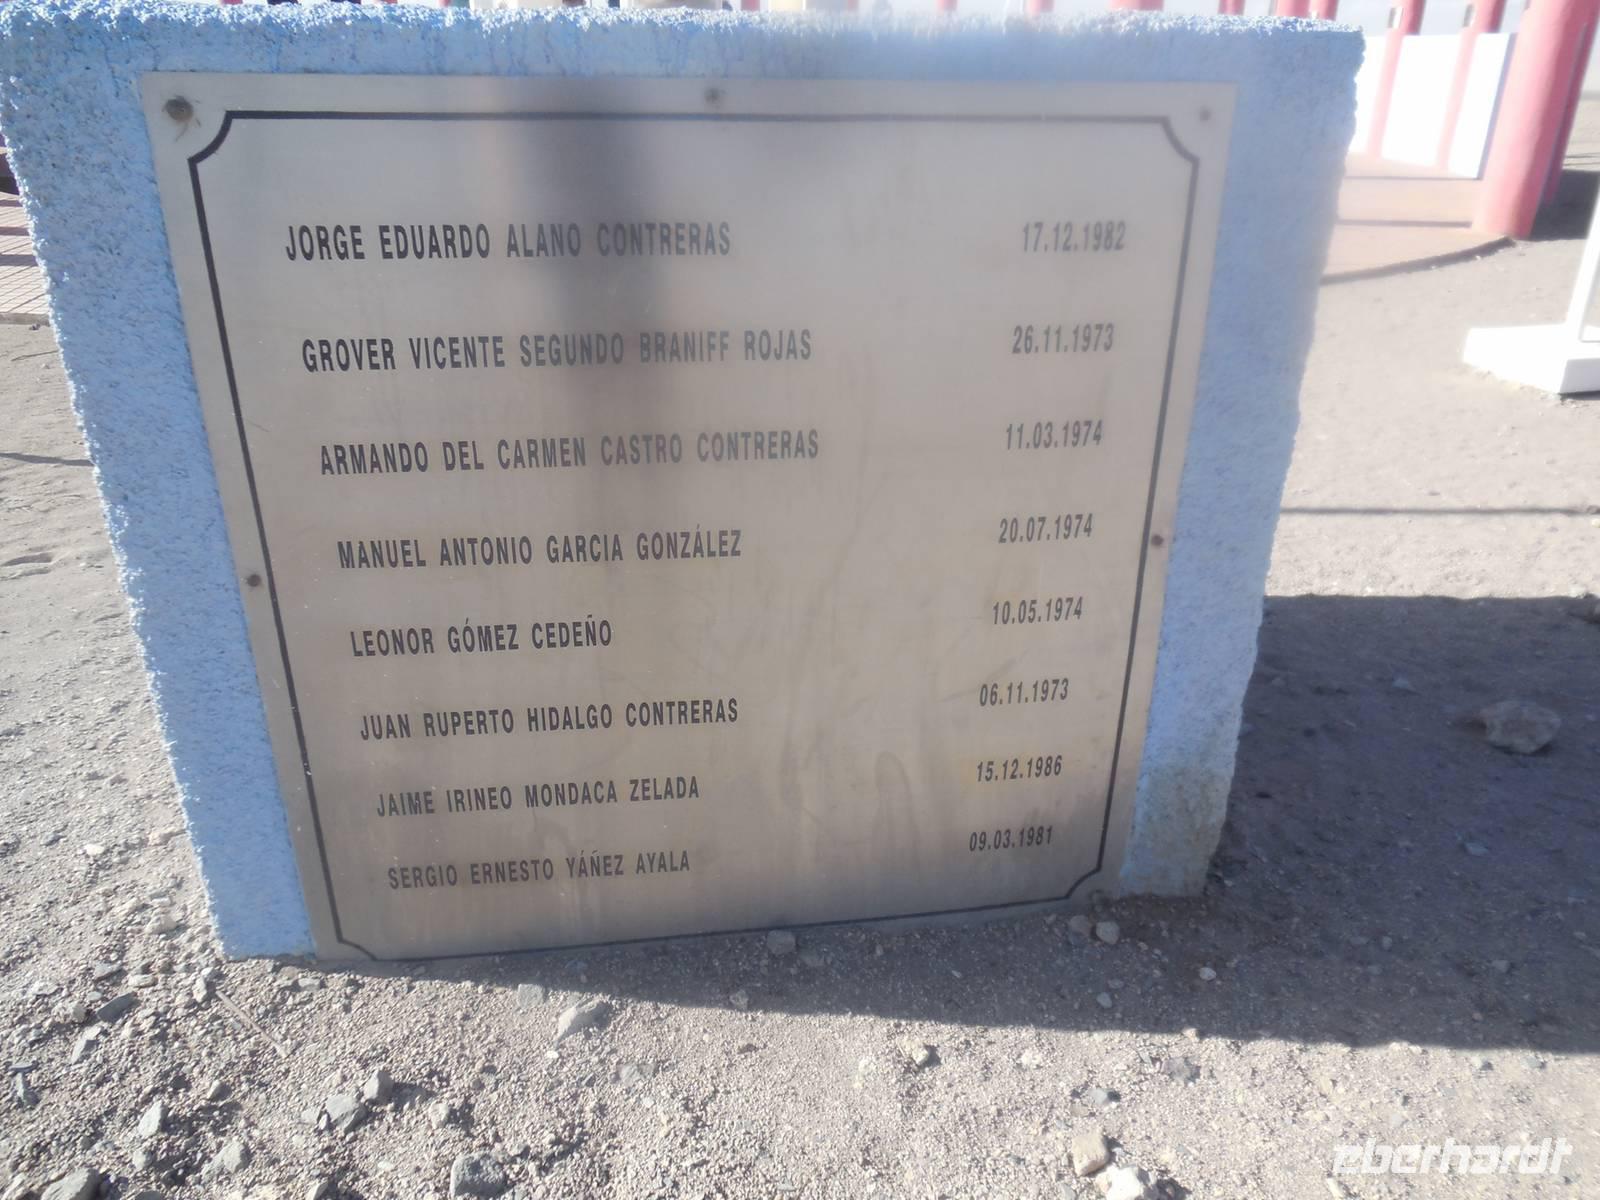 JORGE EDUARDO ALANO CONTRERAS 17.12.1982
GROVER VICENTE SEGUNDO BRANIFF ROJAS 26.11.1973
ARMANDO DEL CARMEN CASTRO CONTRERAS 11.03.1974
MANUEL ANTONIO GARCIA GONZÁLEZ 20.07.1974
LEONOR GÓMEZ CEDEÑO 10.05.1974
JUAN RUPERTO HIDALGO CONTRERAS 06.11.1973
JAIME IRINEO MONDACA ZELADA 15.12.1986
SERGIO ERNESTO YÁÑEZ AYALA 09.03.1981
eberhardt